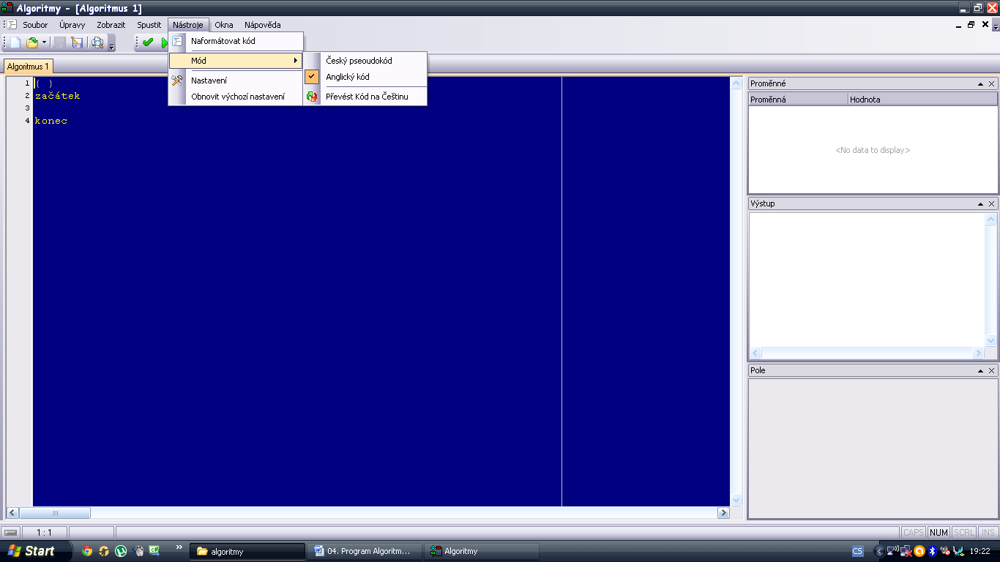 Algoritmy - [Algoritmus 1]
Soubor Úpravy Zobrazit Spustit Nástroje Okna Nápověda
Naformátovat kód
Mód
Nastavení
Obnovit výchozí nastavení
Český pseoudokód
Anglický kód
Převést Kód na Češtinu
Algoritmus 1
1 { }
2 začátek
3
4 konec
Proměnné
Proměnná Hodnota
<No data to display>
Výstup
Pole
1 : 1
CAPS NUM SCRL INS
Start algoritmy 04. Program Algoritm... Algoritmy CS 19:22